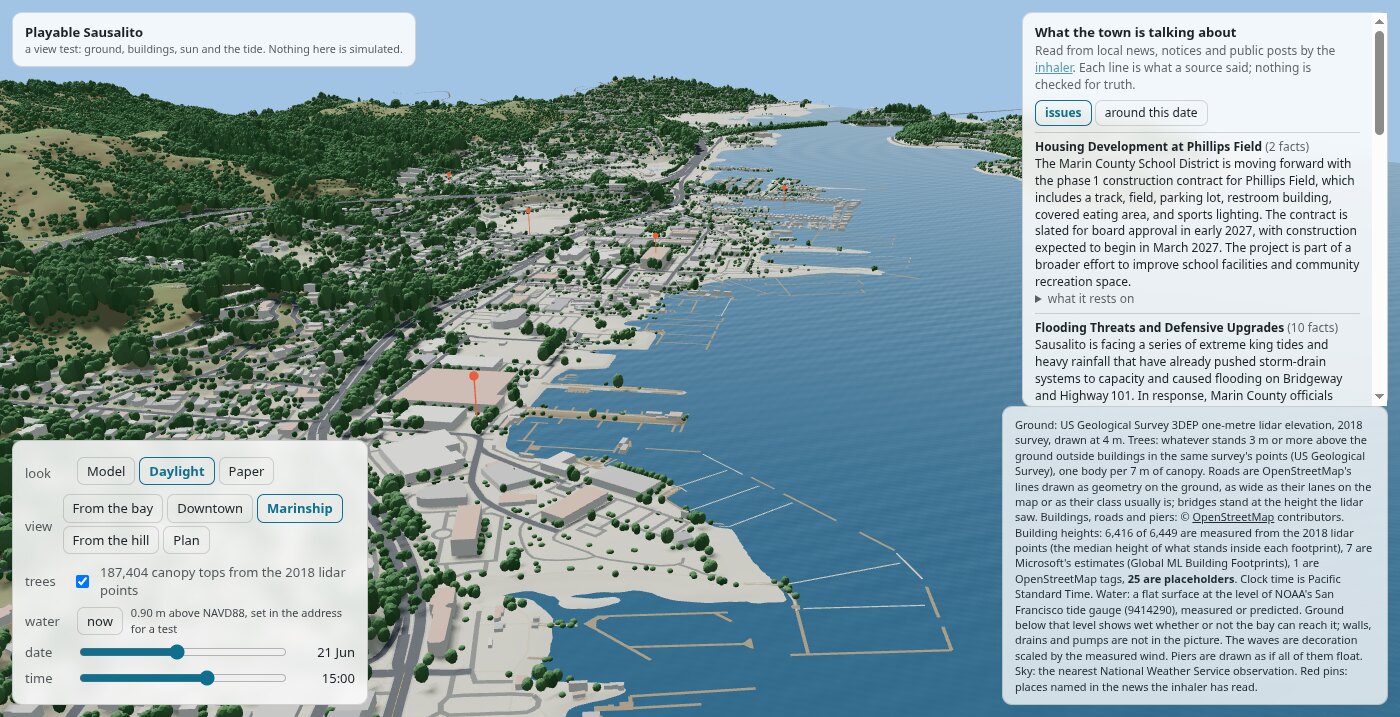 Playable Sausalito
a view test: ground, buildings, sun and the tide. Nothing here is simulated.
What the town is talking about
Read from local news, notices and public posts by the
inhaler. Each line is what a source said; nothing is
checked for truth.
issues
around this date
Housing Development at Phillips Field (2 facts)
The Marin County School District is moving forward with
the phase 1 construction contract for Phillips Field, which
includes a track, field, parking lot, restroom building,
covered eating area, and sports lighting. The contract is
slated for board approval in early 2027, with construction
expected to begin in March 2027. The project is part of a
broader effort to improve school facilities and community
recreation space.
▶ what it rests on
Flooding Threats and Defensive Upgrades (10 facts)
Sausalito is facing a series of extreme king tides and
heavy rainfall that have already pushed storm-drain
systems to capacity and caused flooding on Bridgeway
and Highway 101. In response, Marin County officials
look
Model
Daylight
Paper
view
From the bay
Downtown
Marinship
From the hill
Plan
trees
187,404 canopy tops from the 2018 lidar
points
water
now
0.90 m above NAVD88, set in the address
for a test
date
21 Jun
time
15:00
Ground: US Geological Survey 3DEP one-metre lidar elevation, 2018
survey, drawn at 4 m. Trees: whatever stands 3 m or more above the
ground outside buildings in the same survey's points (US Geological
Survey), one body per 7 m of canopy. Roads are OpenStreetMap's
lines drawn as geometry on the ground, as wide as their lanes on the
map or as their class usually is; bridges stand at the height the lidar
saw. Buildings, roads and piers: © OpenStreetMap contributors.
Building heights: 6,416 of 6,449 are measured from the 2018 lidar
points (the median height of what stands inside each footprint), 7 are
Microsoft's estimates (Global ML Building Footprints), 1 are
OpenStreetMap tags, 25 are placeholders. Clock time is Pacific
Standard Time. Water: a flat surface at the level of NOAA's San
Francisco tide gauge (9414290), measured or predicted. Ground
below that level shows wet whether or not the bay can reach it; walls,
drains and pumps are not in the picture. The waves are decoration
scaled by the measured wind. Piers are drawn as if all of them float.
Sky: the nearest National Weather Service observation. Red pins:
places named in the news the inhaler has read.